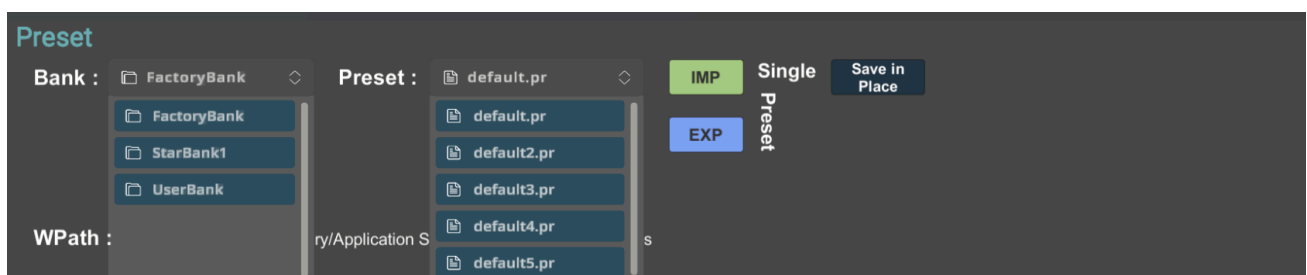 Preset
Bank : FactoryBank Preset : default.pr IMP Single Save in
Place
FactoryBank default.pr Preset
StarBank1 default2.pr EXP
UserBank default3.pr
WPath : ry/Application S default4.pr s
default5.pr